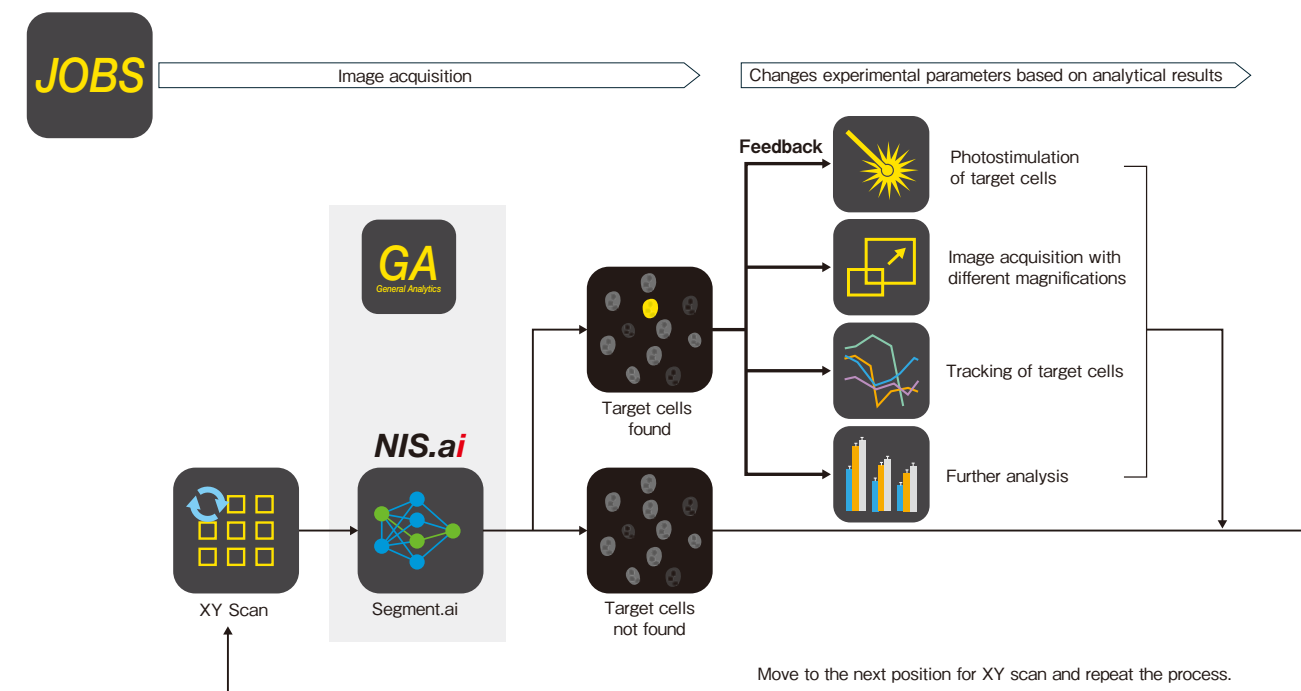 JOBS
Image acquisition
Changes experimental parameters based on analytical results
Feedback
Photostimulation
of target cells
GA
General Analytics
Image acquisition with
different magnifications
Tracking of target cells
Target cells
found
NIS.ai
Further analysis
XY Scan
Segment.ai
Target cells
not found
Move to the next position for XY scan and repeat the process.